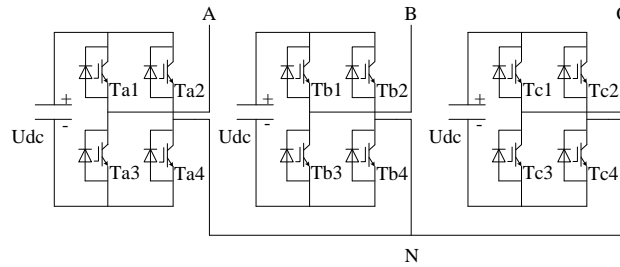 A B
+ + +
Ta1 Ta2 Tb1 Tb2 Tc1 Tc2
- - -
Udc Udc Udc
Ta3 Ta4 Tb3 Tb4 Tc3 Tc4
N